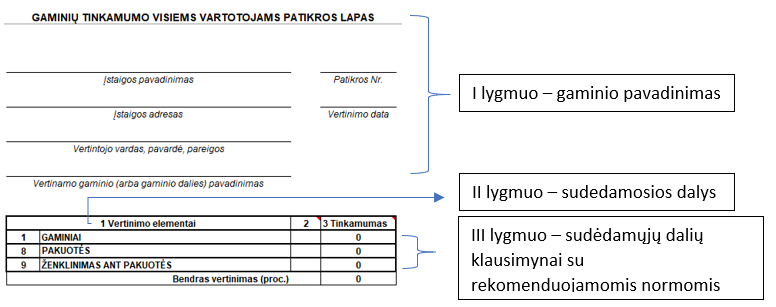 GAMINIŲ TINKAMUMO VISIEMS VARTOTOJAMS PATIKROS LAPAS
Įstaigos pavadinimas
Patikros Nr.
Įstaigos adresas
Vertinimo data
Vertintojo vardas, pavardė, pareigos
Vertinamo gaminio (arba gaminio dalies) pavadinimas
I lygmuo – gaminio pavadinimas
II lygmuo – sudedamosios dalys
1 Vertinimo elementai 2 3 Tinkamumas
1 GAMINIAI 0
8 PAKUOTĖS 0
9 ŽENKLINIMAS ANT PAKUOTĖS 0
Bendras vertinimas (proc.) 0
III lygmuo – sudėdamųjų dalių
klausimynai su
rekomenduojamomis normomis